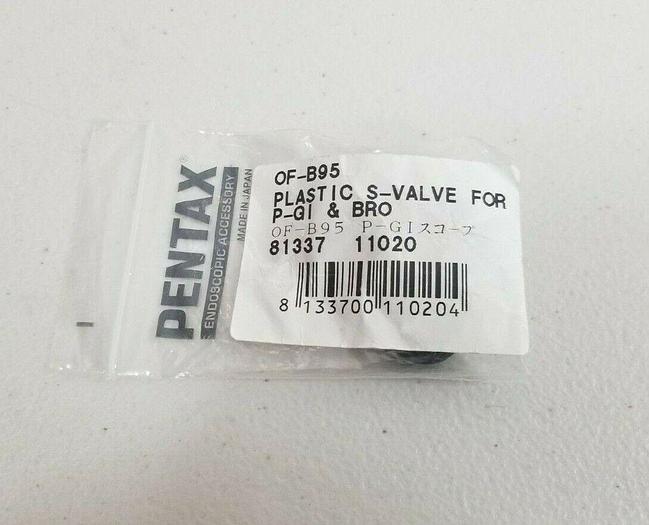 PENTAX®
ENDOSCOPIC ACCESSORY
MADE IN JAPAN
OF-B95
PLASTIC S-VALVE FOR
P-GI & BRO
OF-B95 P-GIスコープ
81337 11020
8 133700 110204